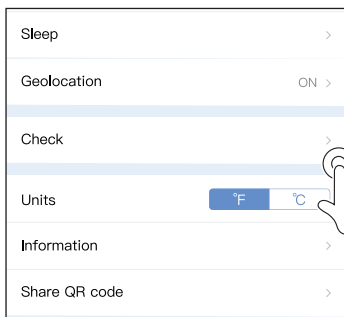 Sleep
Geolocation ON
Check
Units °F °C
Information
Share QR code